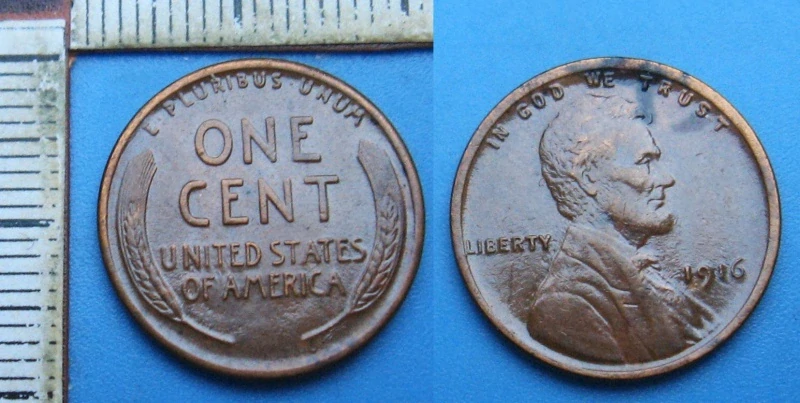 E·PLURIBUS·UNUM
ONE
CENT
UNITED STATES
OF AMERICA
IN GOD WE TRUST
LIBERTY
1916